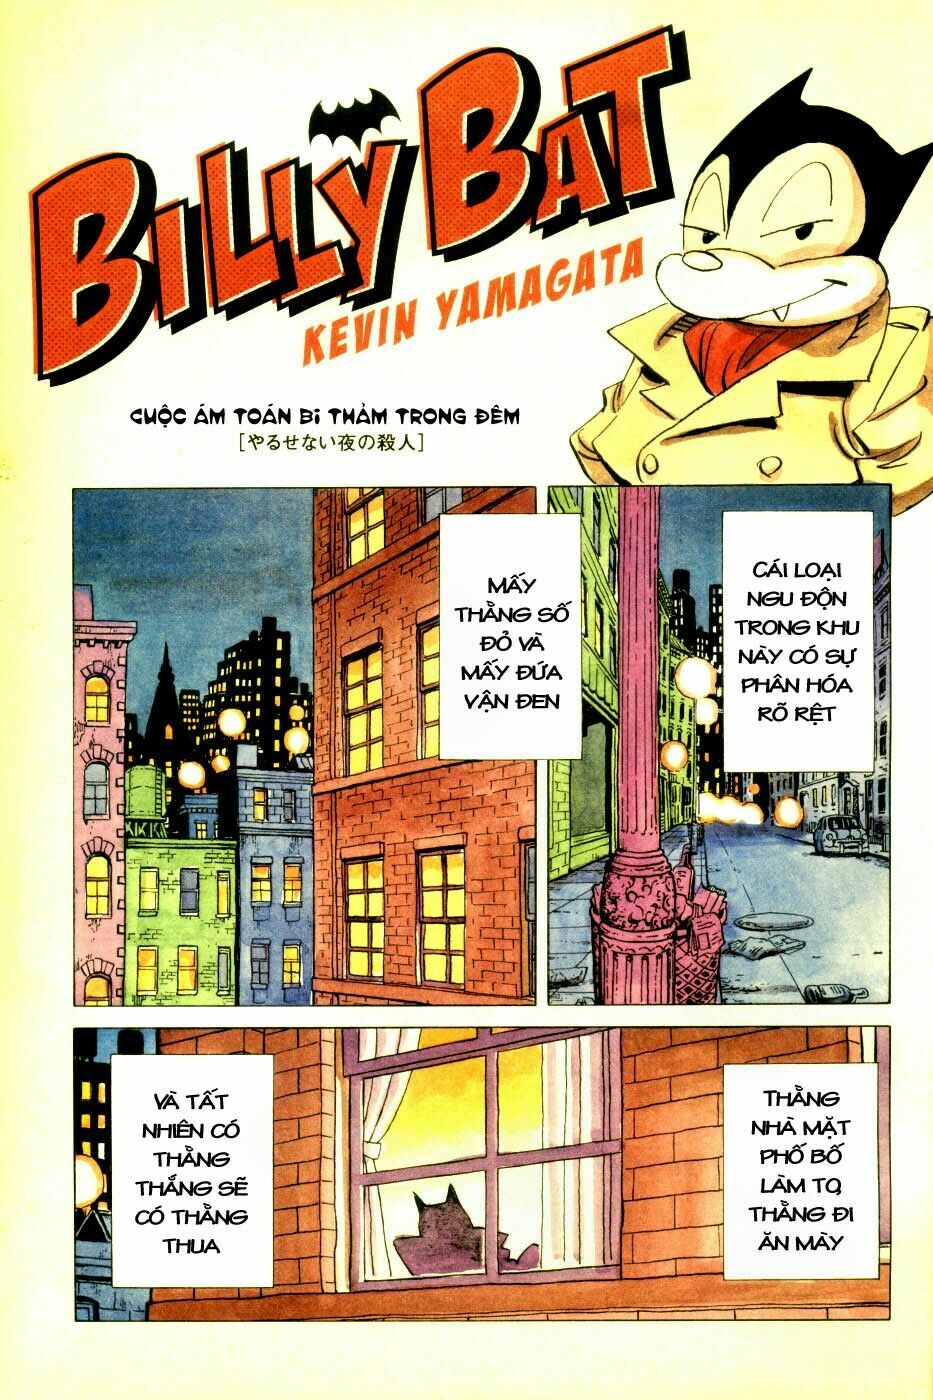 BILLY BAT
KEVIN YAMAGATA
CUỘC ÁM TOÁN BI THẢM TRONG ĐÊM
[やるせない夜の殺人]
CÁI LOẠI
NGU ĐỘN
TRONG KHU
NÀY CÓ SỰ
PHÂN HÓA
RÕ RỆT
MẤY
THẰNG SỐ
ĐỎ VÀ
MẤY ĐỨA
VẬN ĐEN
THẰNG
NHÀ MẶT
PHỐ BỐ
LÀM TO,
THẰNG ĐI
ĂN MÀY
VÀ TẤT
NHIÊN CÓ
THẰNG
THẮNG SẼ
CÓ THẰNG
THUA